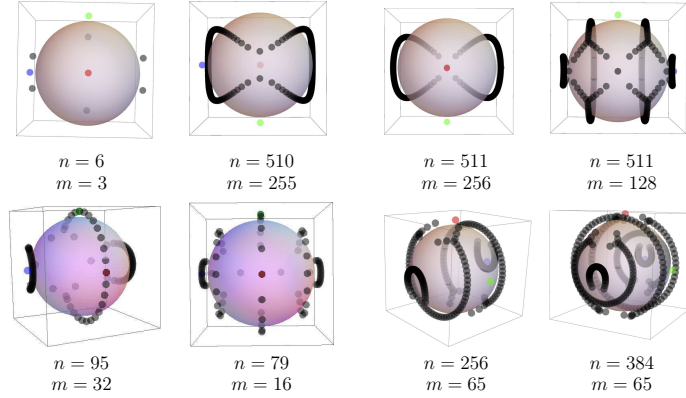 n = 6
m = 3
n = 510
m = 255
n = 511
m = 256
n = 511
m = 128
n = 95
m = 32
n = 79
m = 16
n = 256
m = 65
n = 384
m = 65